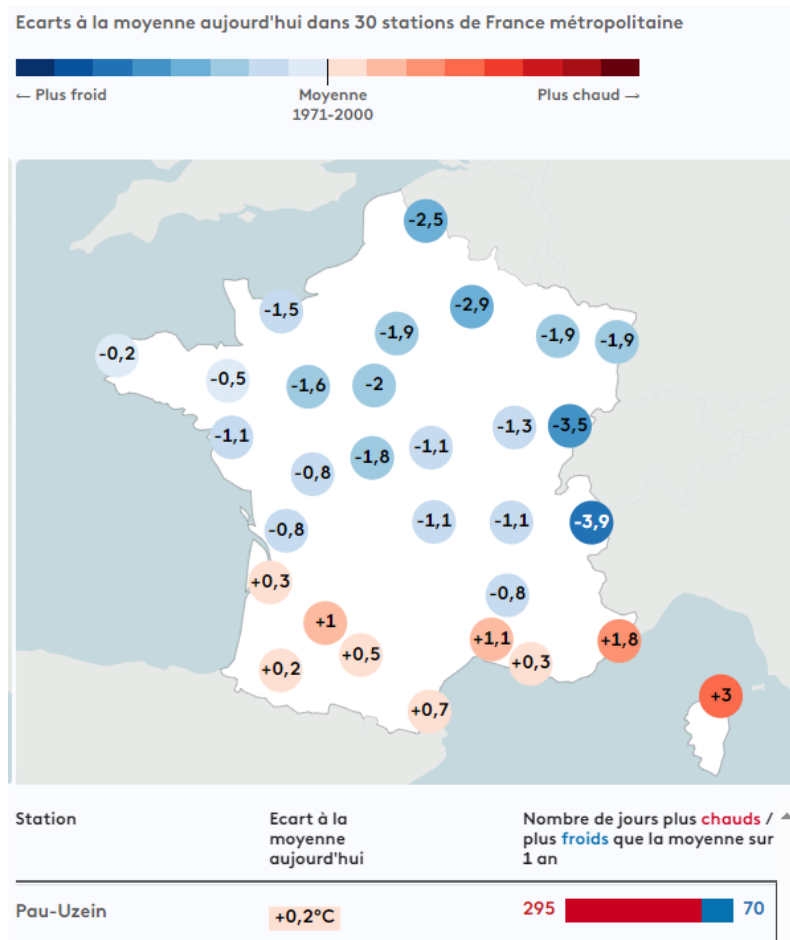 Ecarts à la moyenne aujourd'hui dans 30 stations de France métropolitaine
← Plus froid
Moyenne
1971-2000
Plus chaud →
-2,5
-2,9
-1,5
-1,9
-1,9
-1,9
-0,2
-0,5
-1,6
-2
-1,3
-3,5
-1,1
-1,1
-1,8
-0,8
-1,1
-1,1
-3,9
-0,8
+0,3
-0,8
+1
+1,1
+1,8
+0,5
+0,3
+0,2
+3
+0,7
Station
Ecart à la
moyenne
aujourd'hui
Nombre de jours plus chauds /
plus froids que la moyenne sur
1 an
Pau-Uzein
+0,2°C
295
70